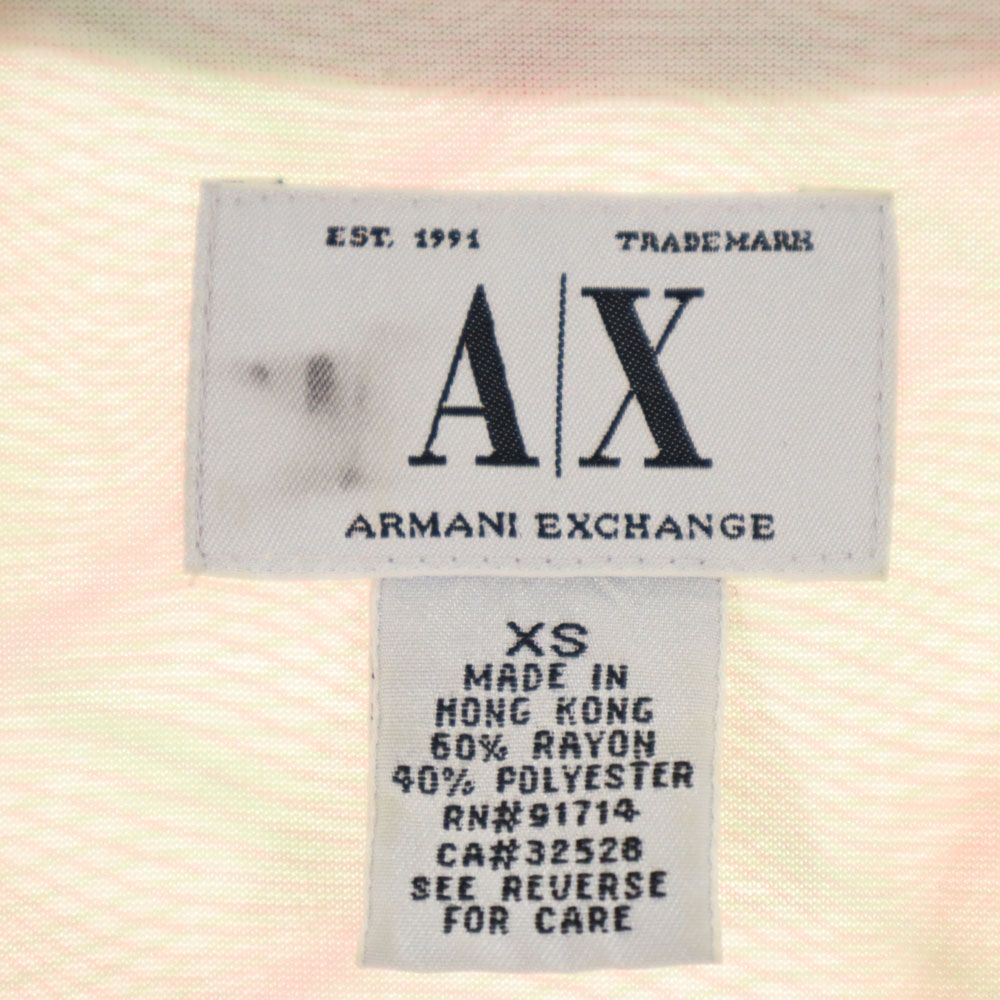 EST. 1991 TRADEMARK
A|X
ARMANI EXCHANGE
XS
MADE IN
HONG KONG
60% RAYON
40% POLYESTER
RN#91714
CA#32528
SEE REVERSE
FOR CARE